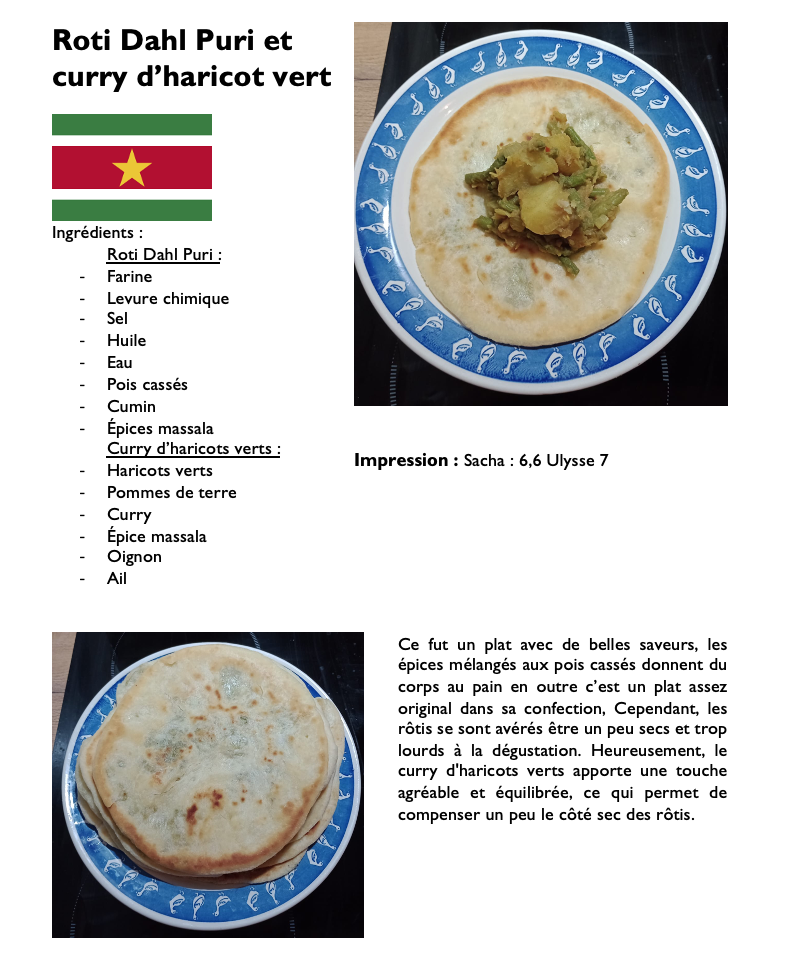 Roti Dahl Puri et
curry d’haricot vert
Ingrédients :
Roti Dahl Puri :
- Farine
- Levure chimique
- Sel
- Huile
- Eau
- Pois cassés
- Cumin
- Épices massala
Curry d’haricots verts :
- Haricots verts
- Pommes de terre
- Curry
- Épice massala
- Oignon
- Ail
Impression : Sacha : 6,6 Ulysse 7
Ce fut un plat avec de belles saveurs, les
épices mélangés aux pois cassés donnent du
corps au pain en outre c’est un plat assez
original dans sa confection, Cependant, les
rôtis se sont avérés être un peu secs et trop
lourds à la dégustation. Heureusement, le
curry d'haricots verts apporte une touche
agréable et équilibrée, ce qui permet de
compenser un peu le côté sec des rôtis.